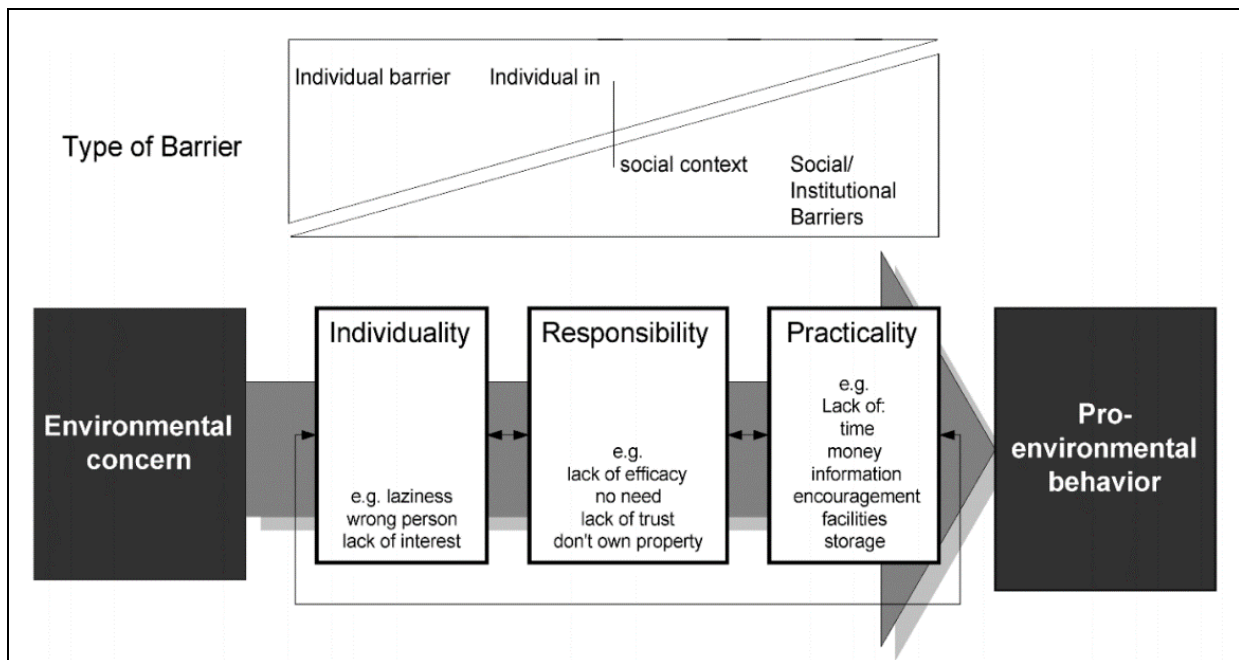 Individual barrier
Individual in
Type of Barrier
social context
Social/
Institutional
Barriers
Environmental
concern
Individuality
e.g. laziness
wrong person
lack of interest
Responsibility
e.g.
lack of efficacy
no need
lack of trust
don't own property
Practicality
e.g.
Lack of:
time
money
information
encouragement
facilities
storage
Pro-
environmental
behavior